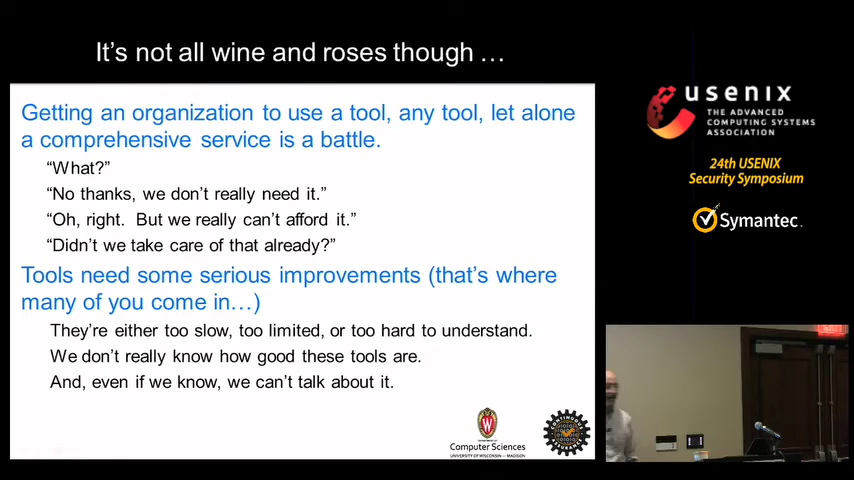 It's not all wine and roses though …
Getting an organization to use a tool, any tool, let alone
a comprehensive service is a battle.
“What?”
“No thanks, we don't really need it.”
“Oh, right.  But we really can't afford it.”
“Didn't we take care of that already?”
Tools need some serious improvements (that's where
many of you come in…)
They're either too slow, too limited, or too hard to understand.
We don't really know how good these tools are.
And, even if we know, we can't talk about it.
Computer Sciences
UNIVERSITY OF WISCONSIN — MADISON
CONTINUOUS
usenix
THE ADVANCED
COMPUTING SYSTEMS
ASSOCIATION
24th USENIX
Security Symposium
Symantec.